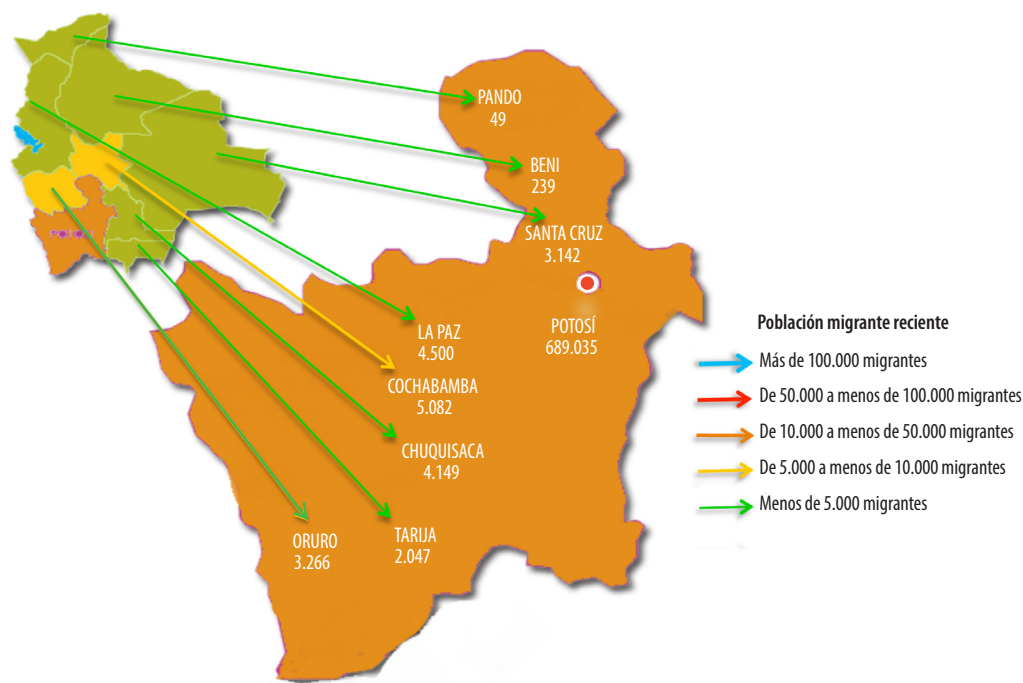 PANDO
49
BENI
239
SANTA CRUZ
3.142
POTOSÍ
689.035
LA PAZ
4.500
COCHABAMBA
5.082
CHUQUISACA
4.149
ORURO
3.266
TARIJA
2.047
POTOSÍ
Población migrante reciente
Más de 100.000 migrantes
De 50.000 a menos de 100.000 migrantes
De 10.000 a menos de 50.000 migrantes
De 5.000 a menos de 10.000 migrantes
Menos de 5.000 migrantes